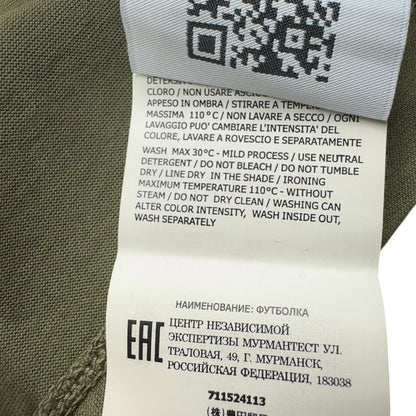 CLORO / NON USARE ASCIU
APPESO IN OMBRA / STIRARE A TEMPE
MASSIMA 110°C / NON LAVARE A SECCO / OGNI
LAVAGGIO PUO' CAMBIARE L'INTENSITA' DEL
COLORE, LAVARE A ROVESCIO E SEPARATAMENTE
WASH MAX 30°C - MILD PROCESS / USE NEUTRAL
DETERGENT / DO NOT BLEACH / DO NOT TUMBLE
DRY / LINE DRY IN THE SHADE / IRONING
MAXIMUM TEMPERATURE 110°C - WITHOUT
STEAM / DO NOT DRY CLEAN / WASHING CAN
ALTER COLOR INTENSITY, WASH INSIDE OUT,
WASH SEPARATELY
НАИМЕНОВАНИЕ: ФУТБОЛКА
EAC
ЦЕНТР НЕЗАВИСИМОЙ
ЭКСПЕРТИЗЫ МУРМАНТЕСТ УЛ.
ТРАЛОВАЯ, 49, Г. МУРМАНСК,
РОССИЙСКАЯ ФЕДЕРАЦИЯ, 183038
711524113
(株)豊田